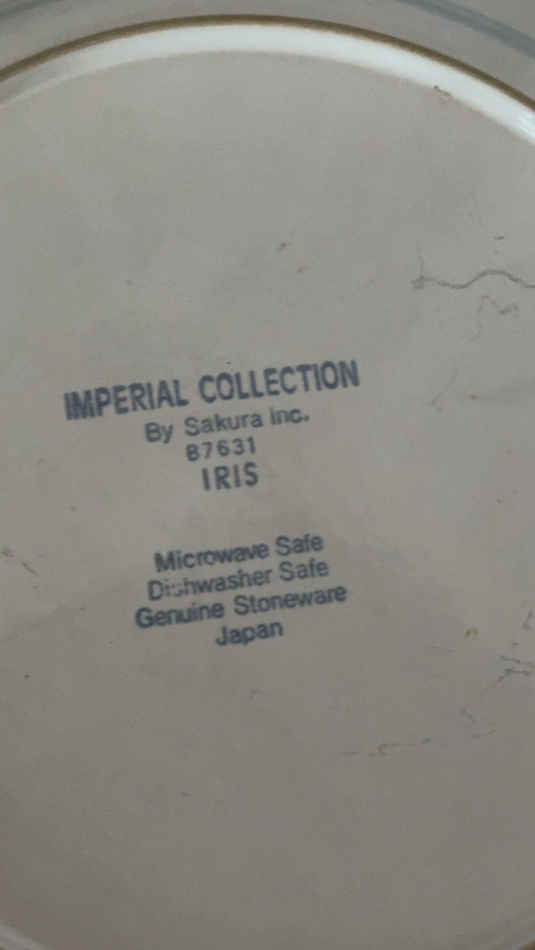 IMPERIAL COLLECTION
By Sakura Inc.
87631
IRIS
Microwave Safe
Dishwasher Safe
Genuine Stoneware
Japan